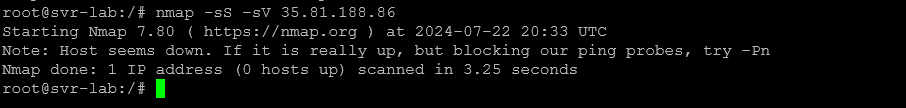 root@svr-lab:/# nmap -sS -sV 35.81.188.86
Starting Nmap 7.80 ( https://nmap.org ) at 2024-07-22 20:33 UTC
Note: Host seems down. If it is really up, but blocking our ping probes, try -Pn
Nmap done: 1 IP address (0 hosts up) scanned in 3.25 seconds
root@svr-lab:/#